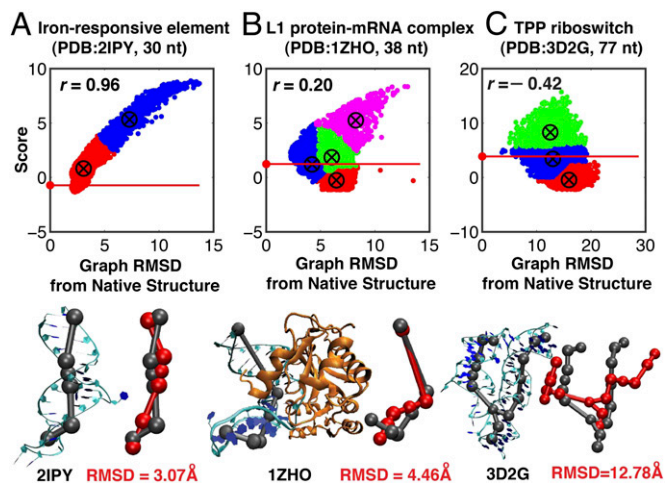 A Iron-responsive element
(PDB:2IPY, 30 nt)
B L1 protein-mRNA complex
(PDB:1ZHO, 38 nt)
C TPP riboswitch
(PDB:3D2G, 77 nt)
Score
10
5
0
−5
r = 0.96
0 5 10 15
Graph RMSD
from Native Structure
10
5
0
−5
r = 0.20
0 5 10 15
Graph RMSD
from Native Structure
20
10
0
−10
r = − 0.42
0 10 20 30
Graph RMSD
from Native Structure
2IPY RMSD = 3.07Å
1ZHO RMSD = 4.46Å
3D2G RMSD=12.78Å